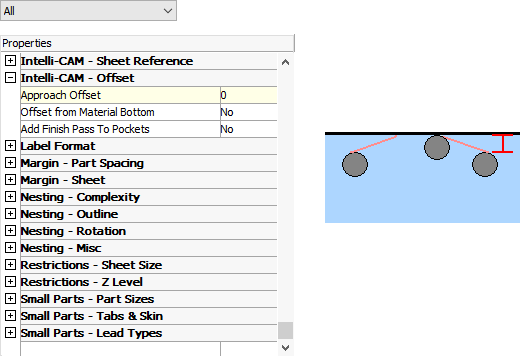 All
Properties
Intelli-CAM - Sheet Reference
Intelli-CAM - Offset
Approach Offset 0
Offset from Material Bottom No
Add Finish Pass To Pockets No
Label Format
Margin - Part Spacing
Margin - Sheet
Nesting - Complexity
Nesting - Outline
Nesting - Rotation
Nesting - Misc
Restrictions - Sheet Size
Restrictions - Z Level
Small Parts - Part Sizes
Small Parts - Tabs & Skin
Small Parts - Lead Types